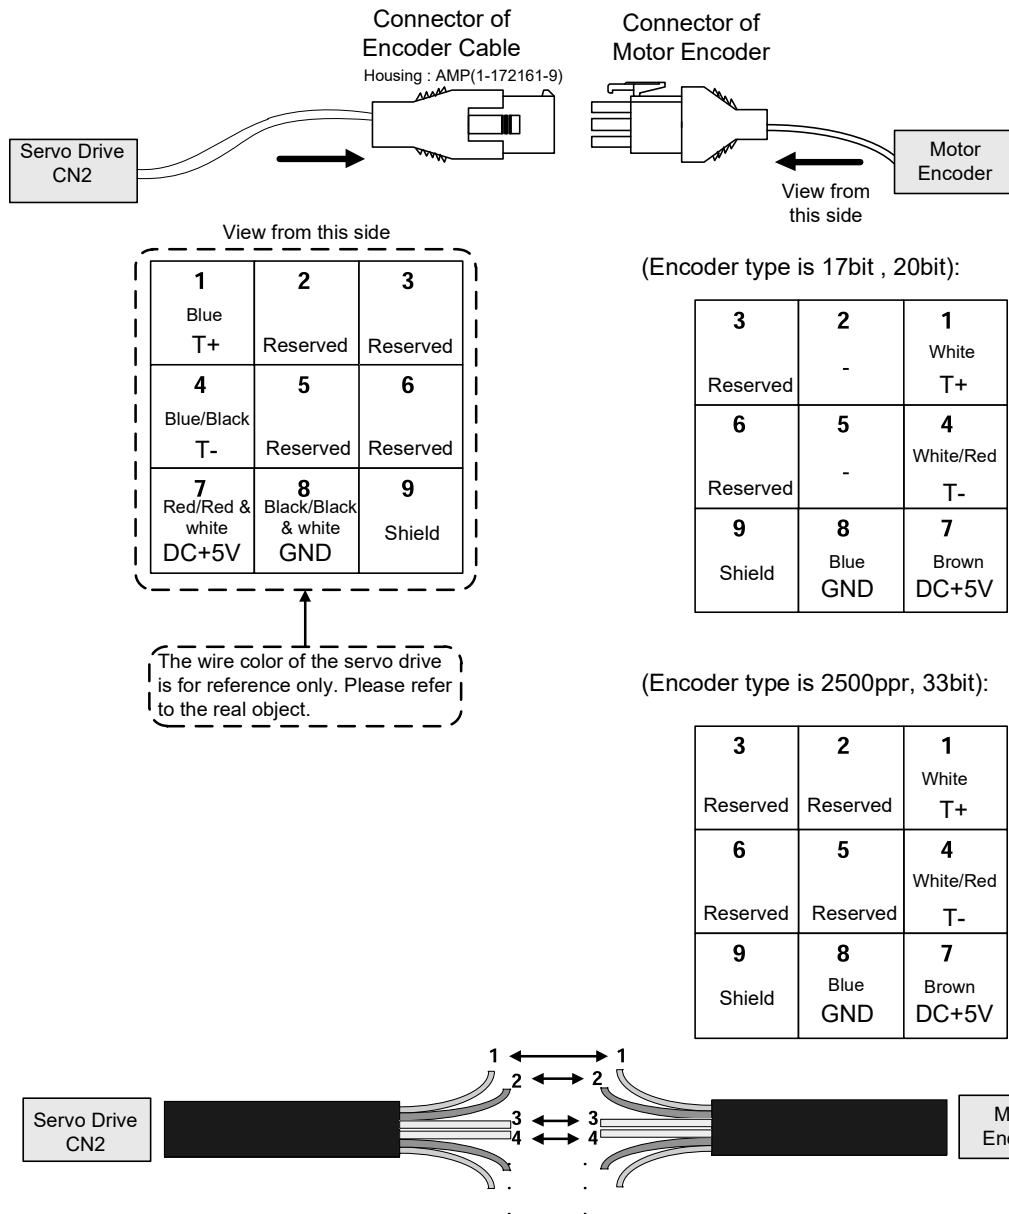 Connector of
Encoder Cable
Housing : AMP(1-172161-9)
Connector of
Motor Encoder
Servo Drive
CN2
Motor
Encoder
View from
this side
View from this side
1 2 3
Blue
T+ Reserved Reserved
4 5 6
Blue/Black
T- Reserved Reserved
7 8 9
Red/Red & white Black/Black & white Shield
DC+5V GND
The wire color of the servo drive
is for reference only. Please refer
to the real object.
(Encoder type is 17bit , 20bit):
3 2 1
White
Reserved - T+
6 5 4
White/Red
Reserved - T-
9 8 7
Shield Blue Brown
GND DC+5V
(Encoder type is 2500ppr, 33bit):
3 2 1
White
Reserved Reserved T+
6 5 4
White/Red
Reserved Reserved T-
9 8 7
Shield Blue Brown
GND DC+5V
Servo Drive
CN2
1 1
2 2
3 3
4 4